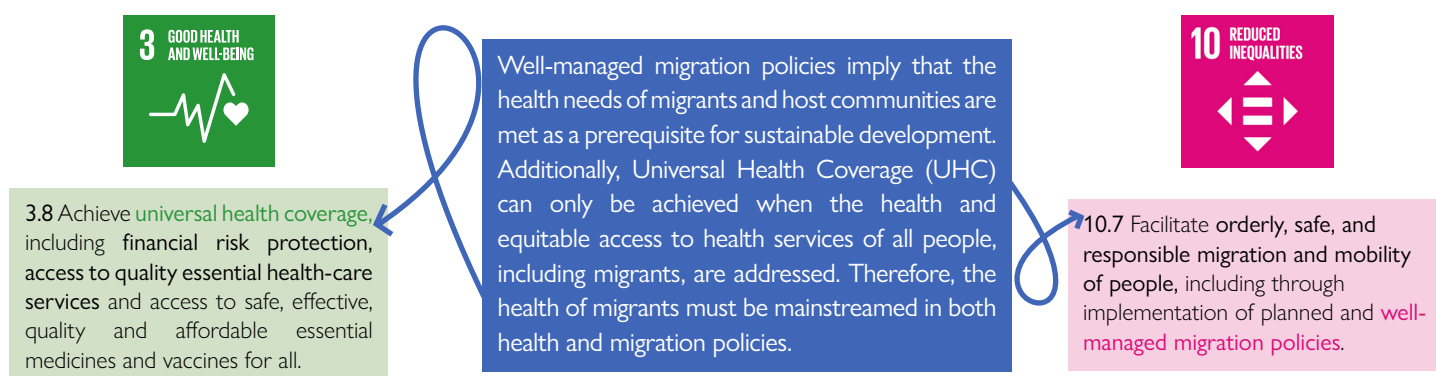 3 GOOD HEALTH
AND WELL-BEING
3.8 Achieve universal health coverage,
including financial risk protection,
access to quality essential health-care
services and access to safe, effective,
quality and affordable essential
medicines and vaccines for all.
Well-managed migration policies imply that the
health needs of migrants and host communities are
met as a prerequisite for sustainable development.
Additionally, Universal Health Coverage (UHC)
can only be achieved when the health and
equitable access to health services of all people,
including migrants, are addressed. Therefore, the
health of migrants must be mainstreamed in both
health and migration policies.
10 REDUCED
INEQUALITIES
10.7 Facilitate orderly, safe, and
responsible migration and mobility
of people, including through
implementation of planned and well-
managed migration policies.